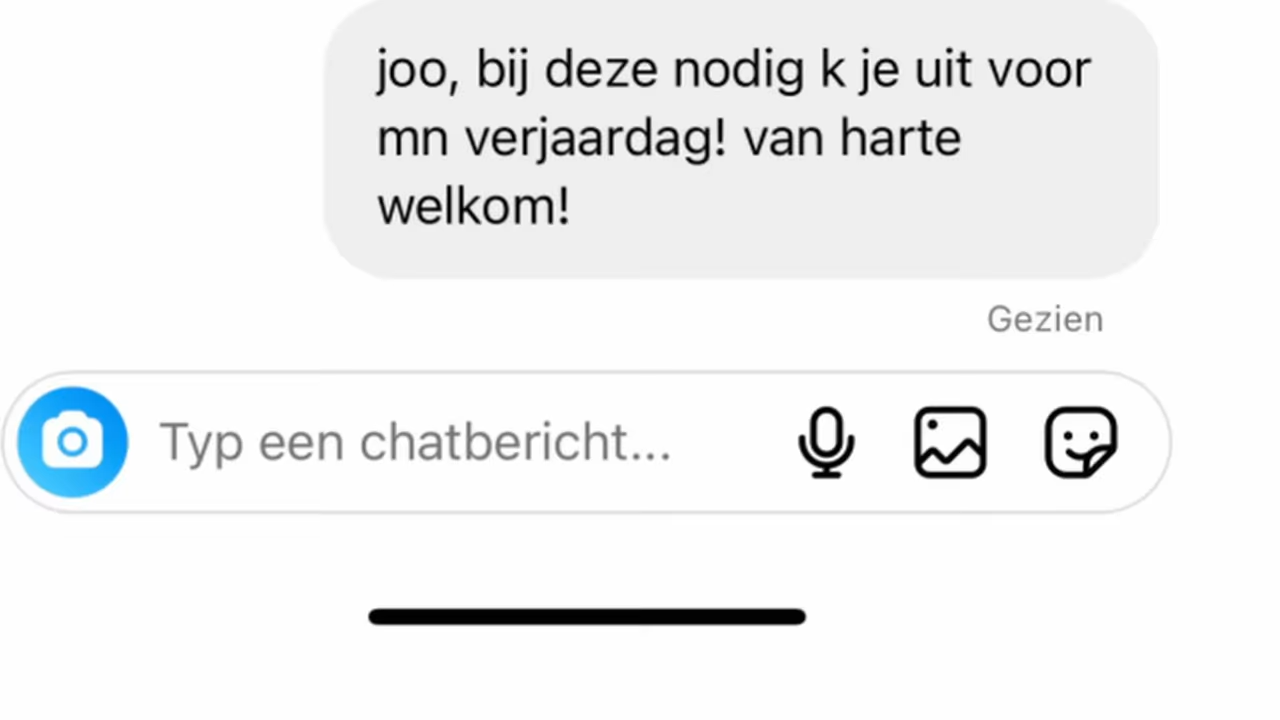 joo, bij deze nodig k je uit voor
mn verjaardag! van harte
welkom!
Gezien
Typ een chatbericht...